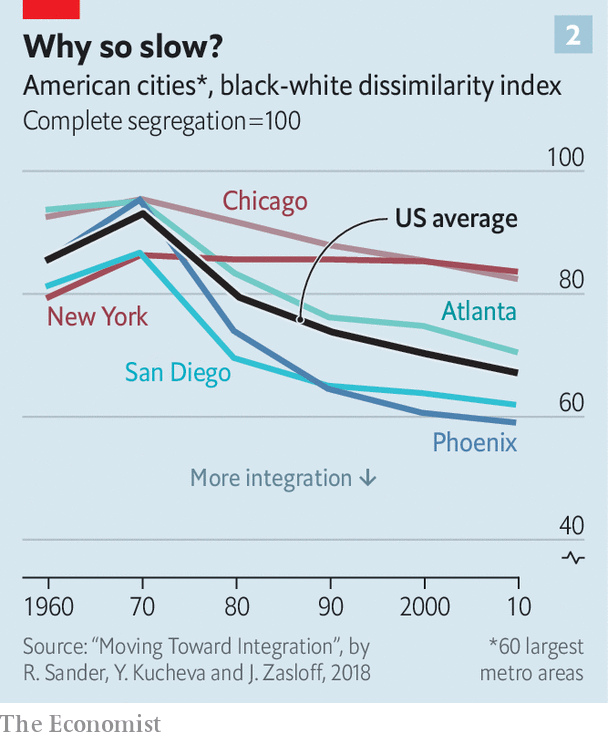 2
Why so slow?
American cities*, black-white dissimilarity index
Complete segregation=100
100
Chicago
US average
80
New York
Atlanta
San Diego
60
Phoenix
More integration ↓
40
1960 70 80 90 2000 10
Source: “Moving Toward Integration”, by
R. Sander, Y. Kucheva and J. Zasloff, 2018
*60 largest
metro areas
The Economist